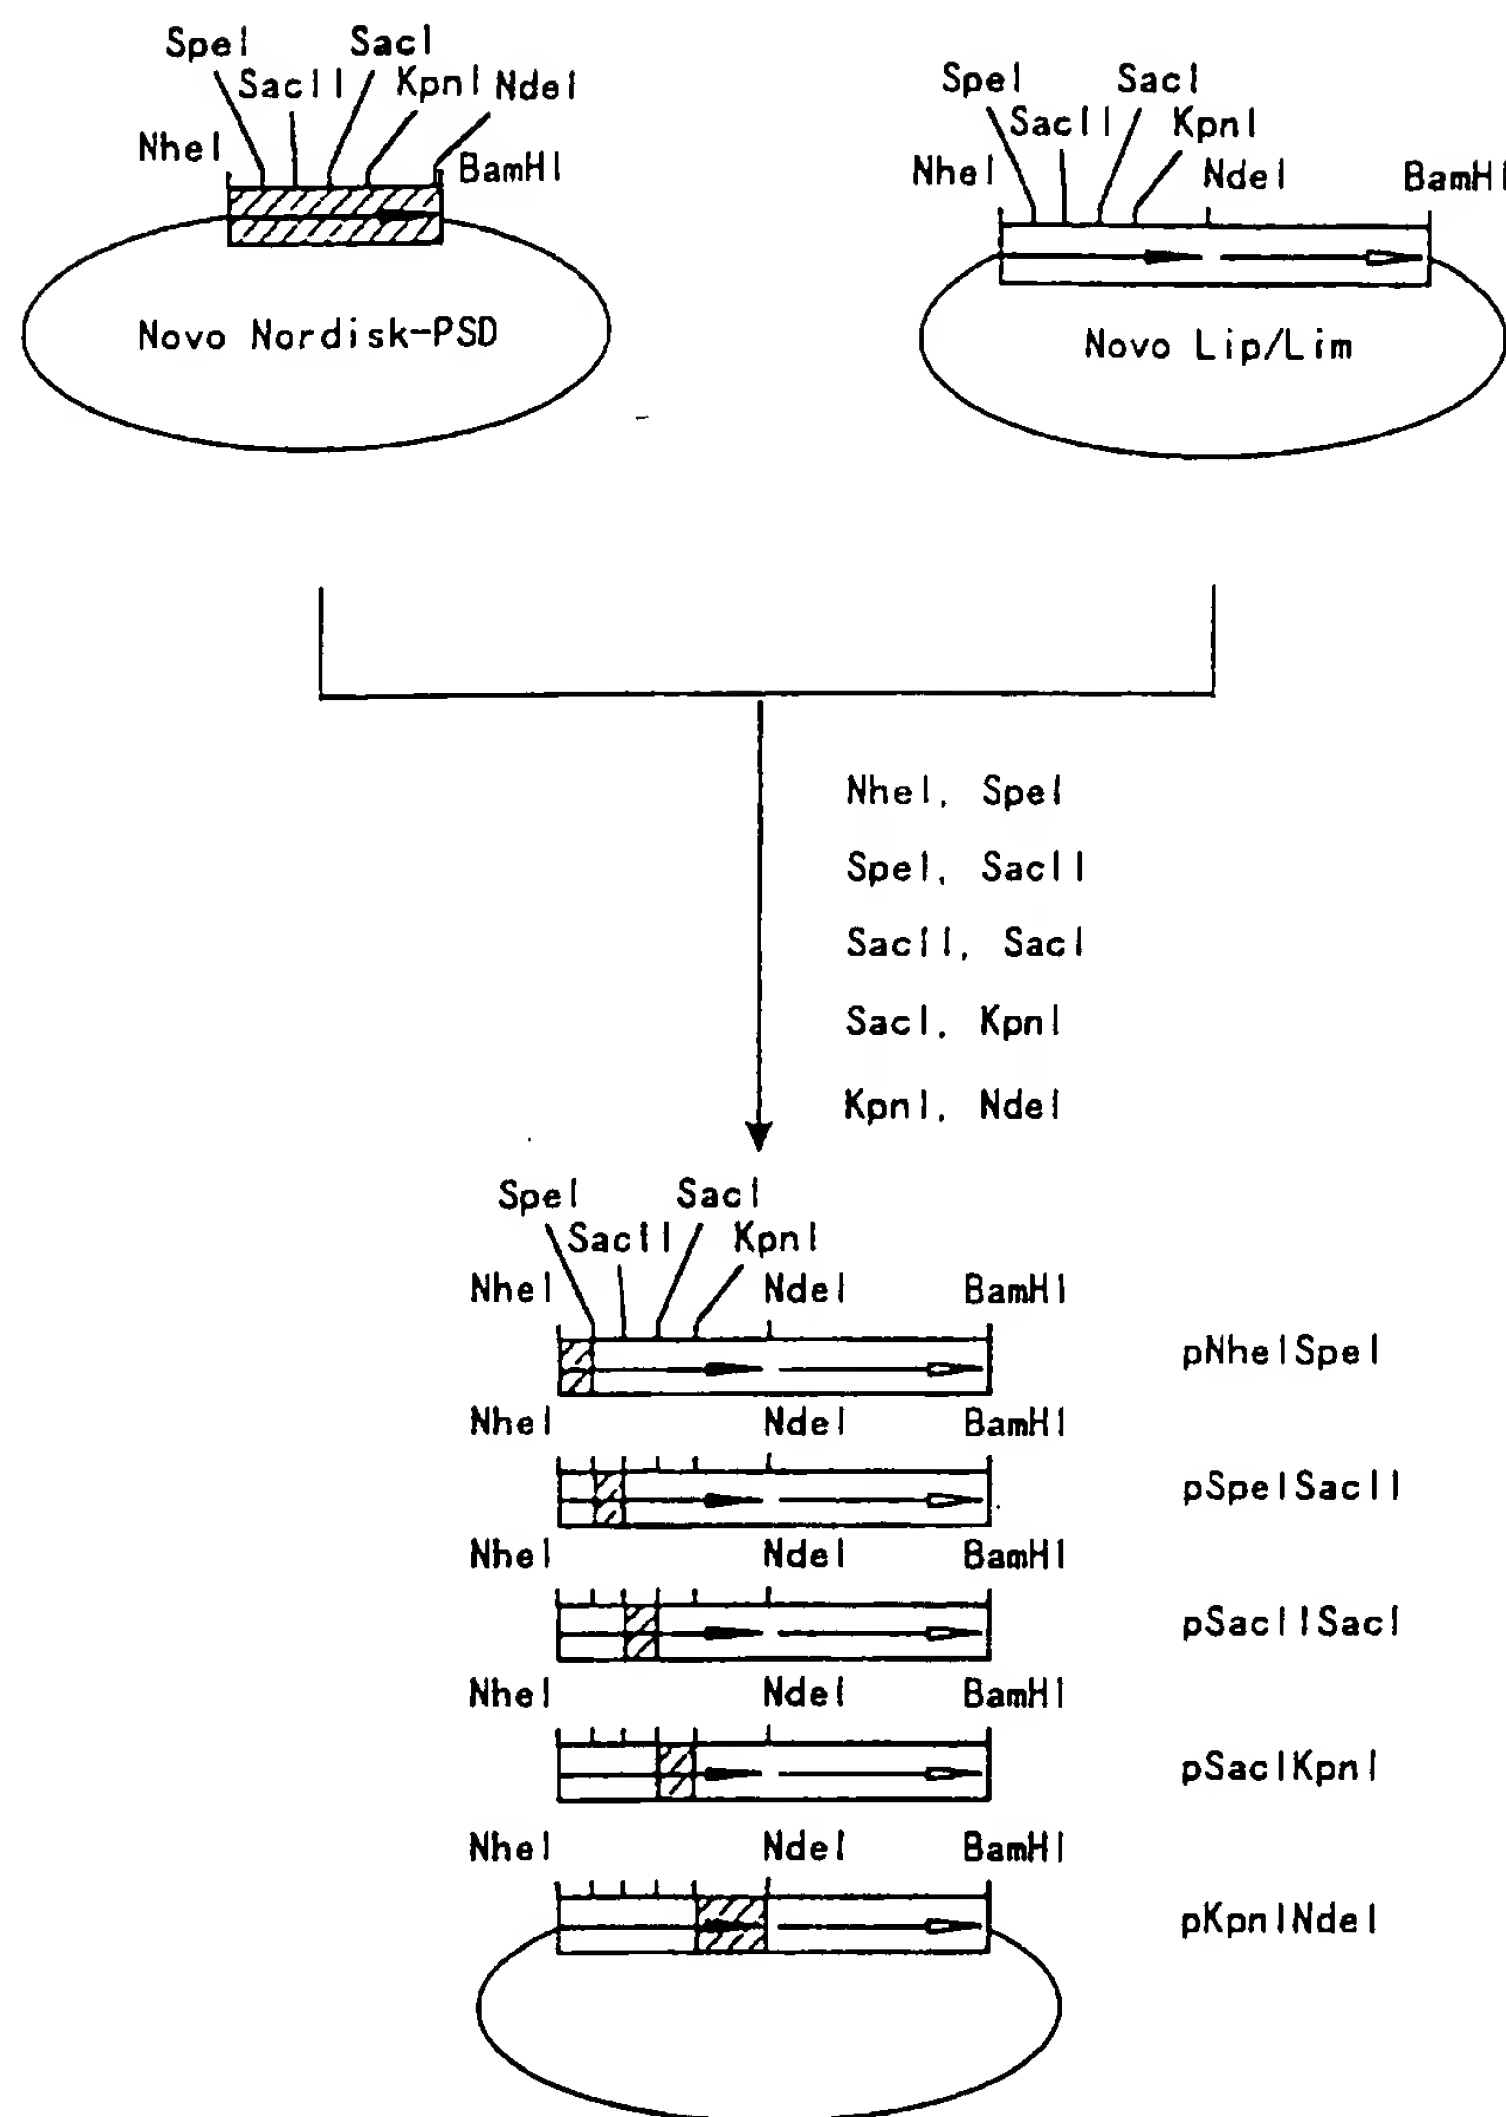 SpeI SacI
SacII KpnI NdeI
NheI BamHI
Novo Nordisk-PSD
SpeI SacI
SacII KpnI
NheI NdeI BamHI
Novo Lip/Lim
NheI, SpeI
SpeI, SacII
SacII, SacI
SacI, KpnI
KpnI, NdeI
SpeI SacI
SacII KpnI
NheI NdeI BamHI
pNheISpeI
NheI NdeI BamHI
pSpeISacII
NheI NdeI BamHI
pSacIISacI
NheI NdeI BamHI
pSacIKpnI
NheI NdeI BamHI
pKpnINdeI